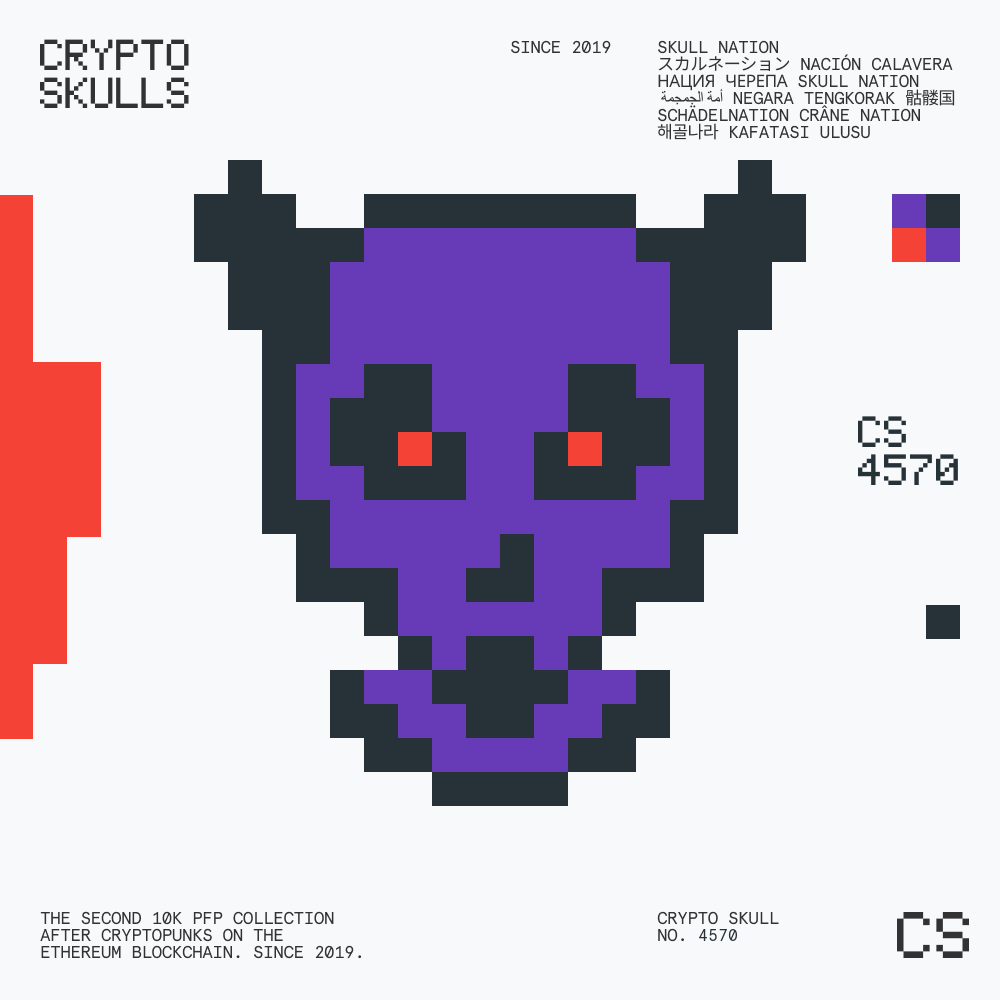 CRYPTO
SKULLS
SINCE 2019
SKULL NATION
スカルネーション NACIÓN CALAVERA
НАЦИЯ ЧЕРЕПА SKULL NATION
أمة الجمجمة NEGARA TENGKORAK 骷髅国
SCHÄDELNATION CRÂNE NATION
해골나라 KAFATASI ULUSU
CS
4570
THE SECOND 10K PFP COLLECTION
AFTER CRYPTOPUNKS ON THE
ETHEREUM BLOCKCHAIN. SINCE 2019.
CRYPTO SKULL
NO. 4570
CS